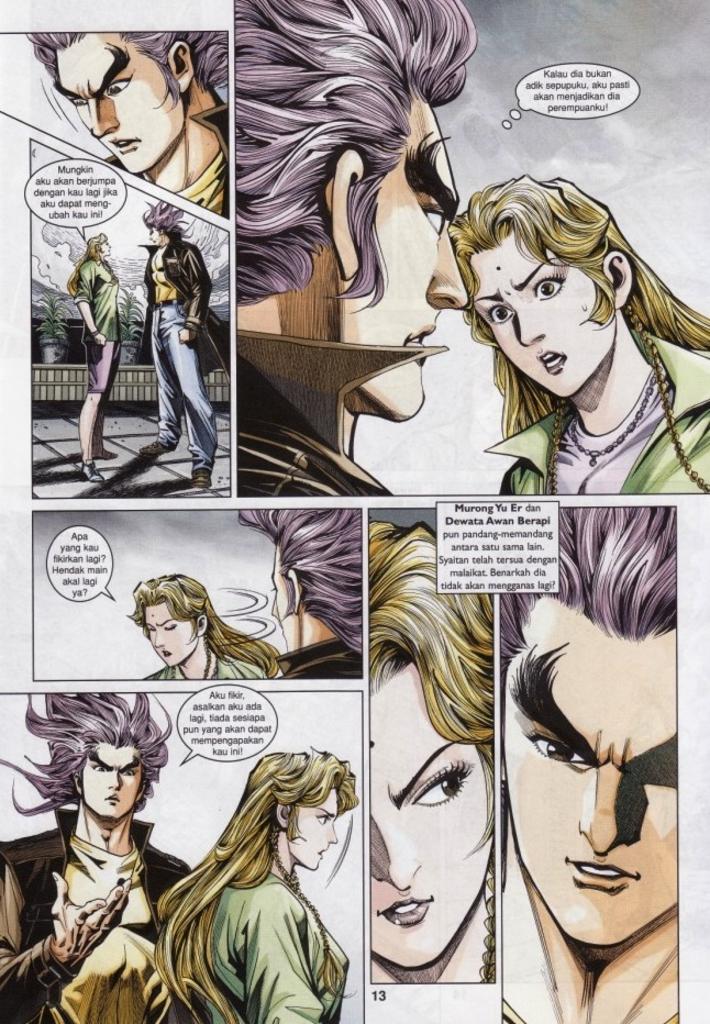 Mungkin
aku akan berjumpa
dengan kau lagi jika
aku dapat meng-
ubah kau ini!
Kalau dia bukan
adik sepupuku, aku pasti
akan menjadikan dia
perempuanku!
Apa
yang kau
fikirkan lagi?
Hendak main
akal lagi
ya?
Aku fikir,
asalkan aku ada
lagi, tiada sesiapa
pun yang akan dapat
mempengapakan
kau ini!
Murong Yu Er dan
Dewata Awan Berapi
pun pandang-memandang
antara satu sama lain.
Syaitan telah tersua dengan
malaikat. Benarkah dia
tidak akan mengganas lagi?
13